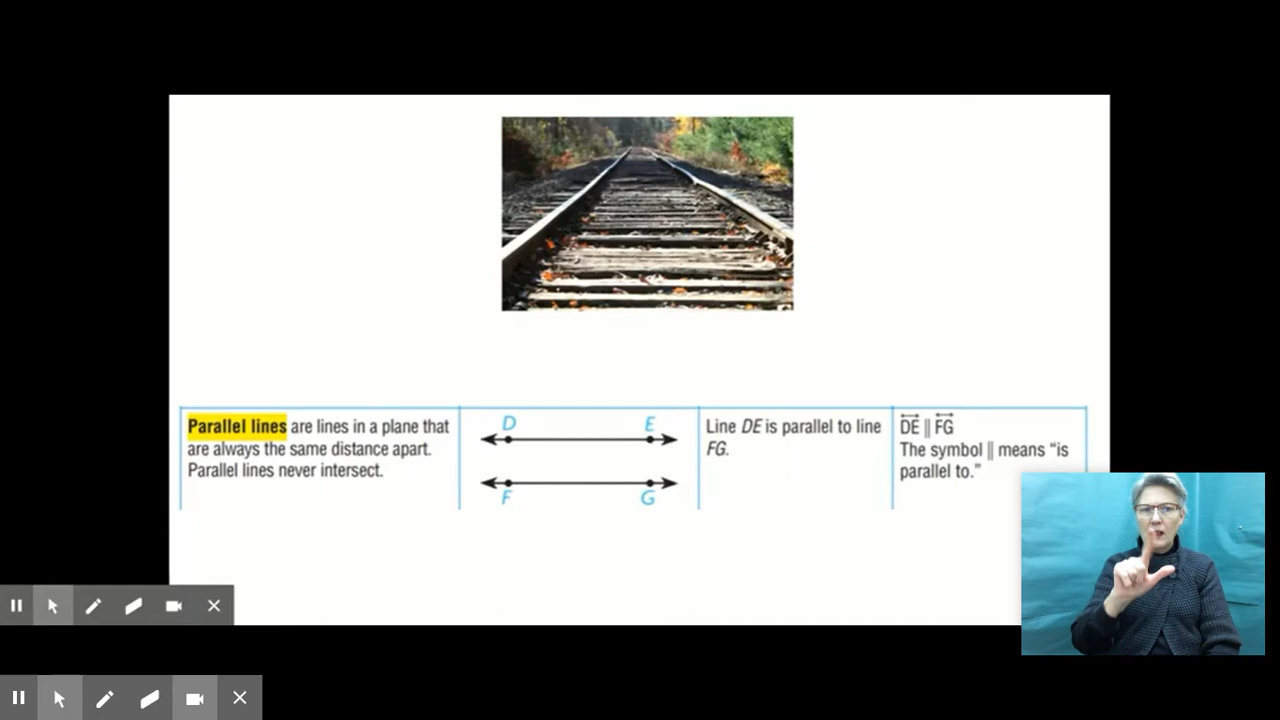 Parallel lines are lines in a plane that
are always the same distance apart.
Parallel lines never intersect.
D E
F G
Line DE is parallel to line
FG.
DE || FG
The symbol || means “is
parallel to.”